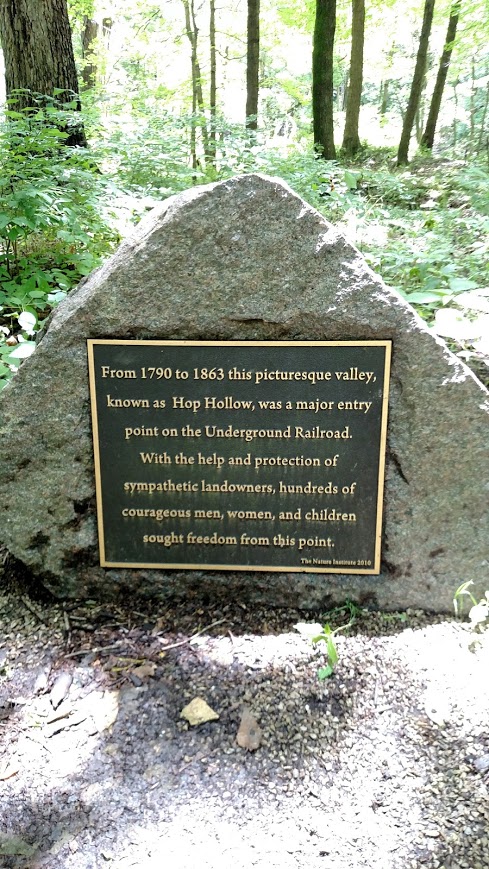 From 1790 to 1863 this picturesque valley,
known as Hop Hollow, was a major entry
point on the Underground Railroad.
With the help and protection of
sympathetic landowners, hundreds of
courageous men, women, and children
sought freedom from this point.
The Nature Institute 2010